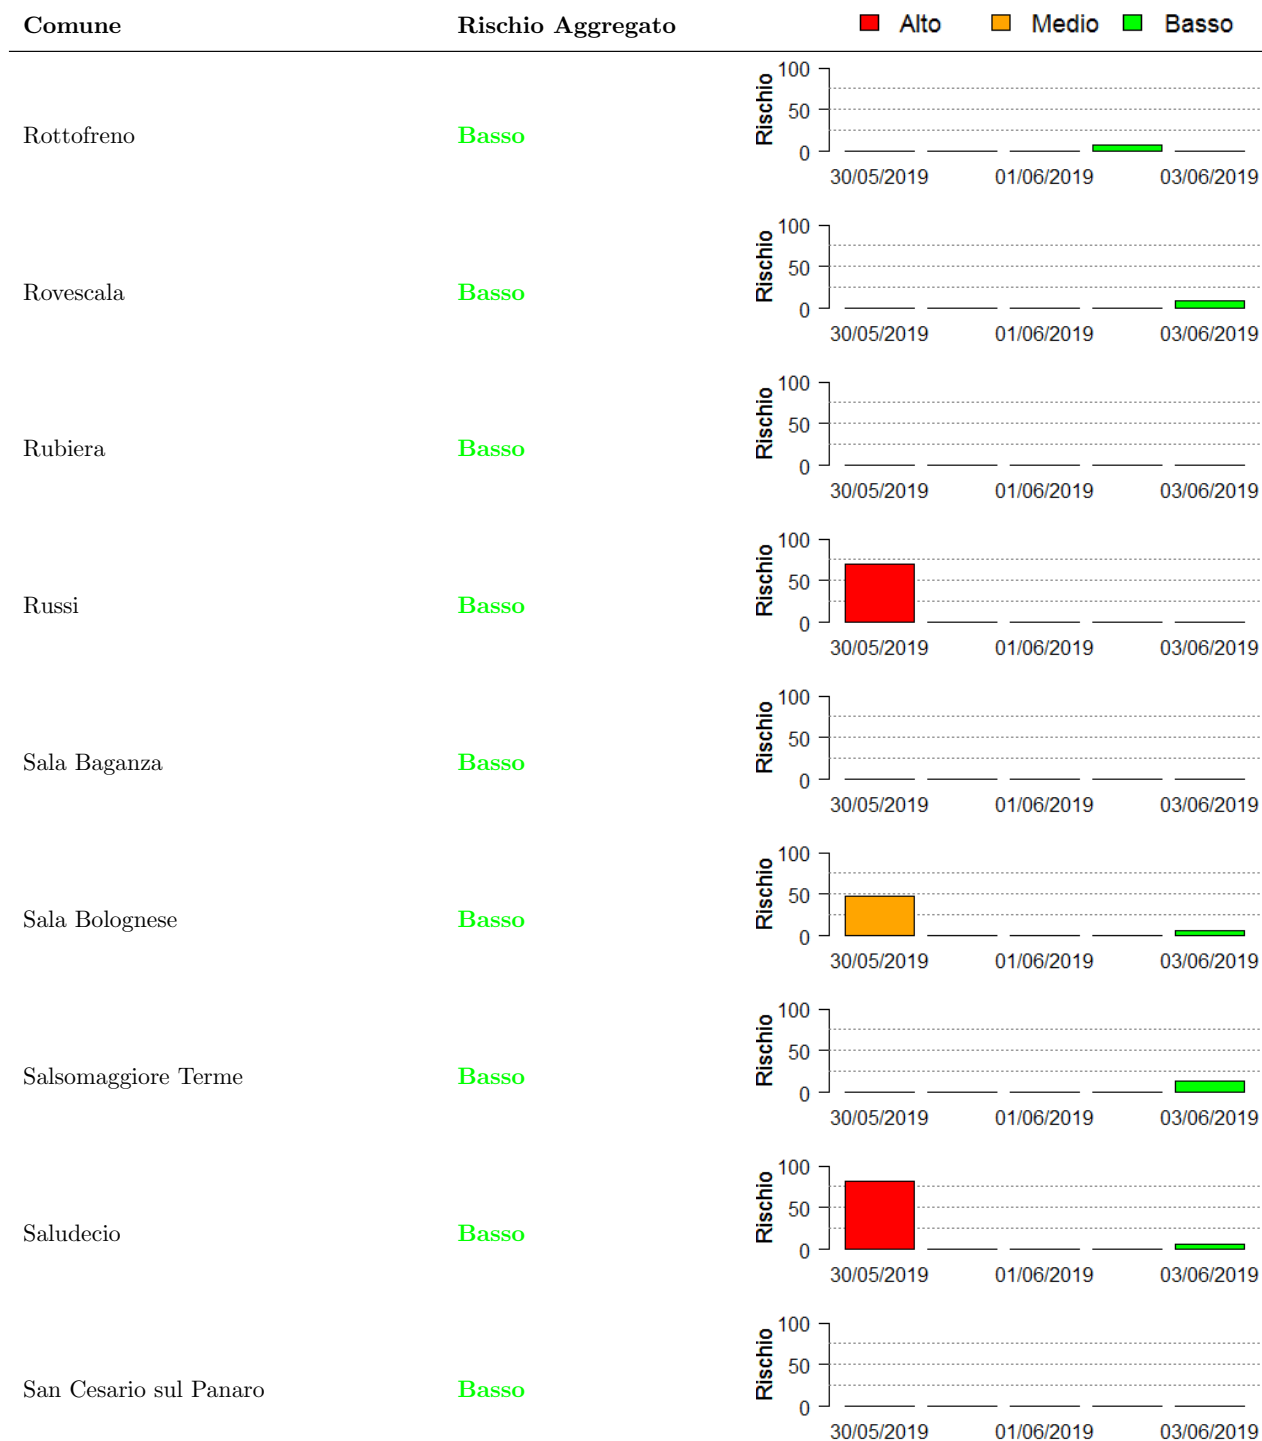 Comune Rischio Aggregato Alto Medio Basso
100
50
0
Rischio
Rottofreno Basso
30/05/2019 01/06/2019 03/06/2019
100
50
0
Rischio
Rovescala Basso
30/05/2019 01/06/2019 03/06/2019
100
50
0
Rischio
Rubiera Basso
30/05/2019 01/06/2019 03/06/2019
100
50
0
Rischio
Russi Basso
30/05/2019 01/06/2019 03/06/2019
100
50
0
Rischio
Sala Baganza Basso
30/05/2019 01/06/2019 03/06/2019
100
50
0
Rischio
Sala Bolognese Basso
30/05/2019 01/06/2019 03/06/2019
100
50
0
Rischio
Salsomaggiore Terme Basso
30/05/2019 01/06/2019 03/06/2019
100
50
0
Rischio
Saludecio Basso
30/05/2019 01/06/2019 03/06/2019
100
50
0
Rischio
San Cesario sul Panaro Basso
30/05/2019 01/06/2019 03/06/2019